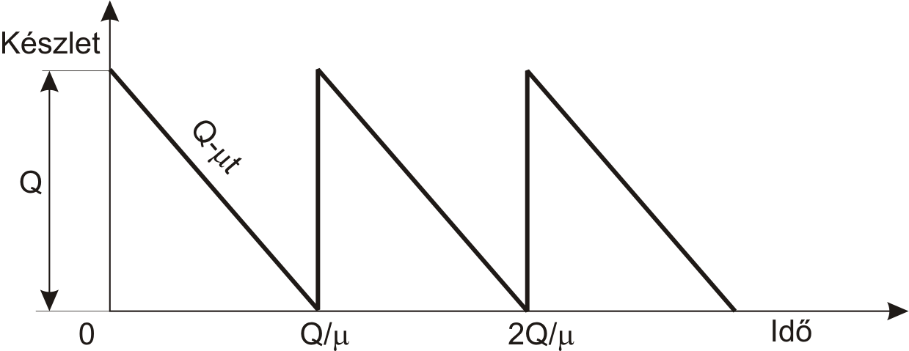 Készlet
Q-μt
Q
0
Q/μ
2Q/μ
Idő